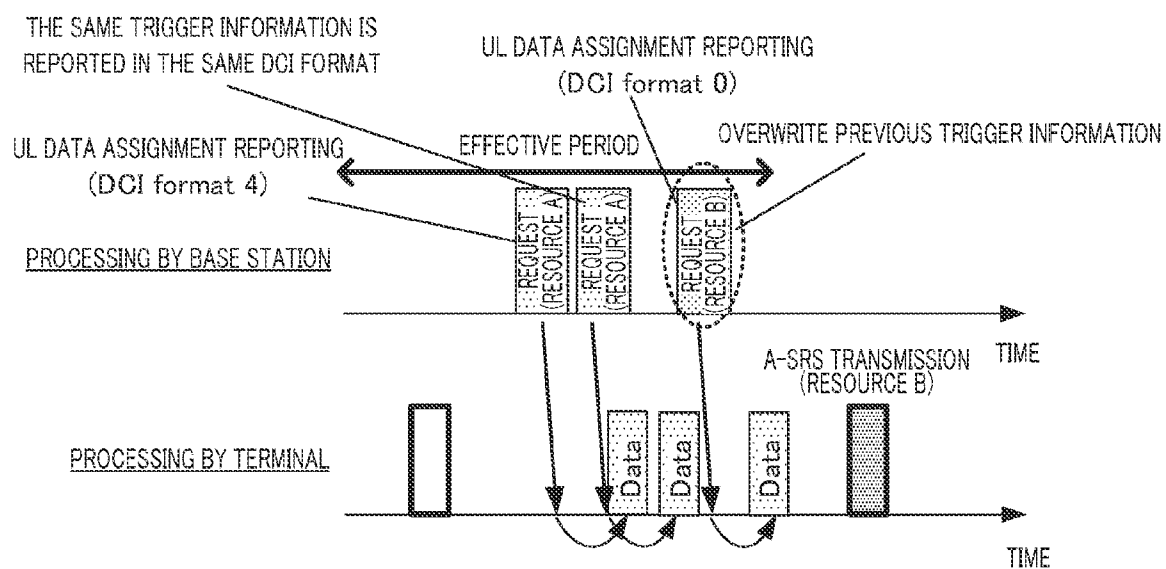 THE SAME TRIGGER INFORMATION IS
REPORTED IN THE SAME DCI FORMAT
UL DATA ASSIGNMENT REPORTING
(DCI format 0)
UL DATA ASSIGNMENT REPORTING
(DCI format 4)
EFFECTIVE PERIOD
OVERWRITE PREVIOUS TRIGGER INFORMATION
PROCESSING BY BASE STATION
REQUEST
(RESOURCE A)
REQUEST
(RESOURCE A)
REQUEST
(RESOURCE B)
TIME
A-SRS TRANSMISSION
(RESOURCE B)
PROCESSING BY TERMINAL
Data
Data
Data
TIME